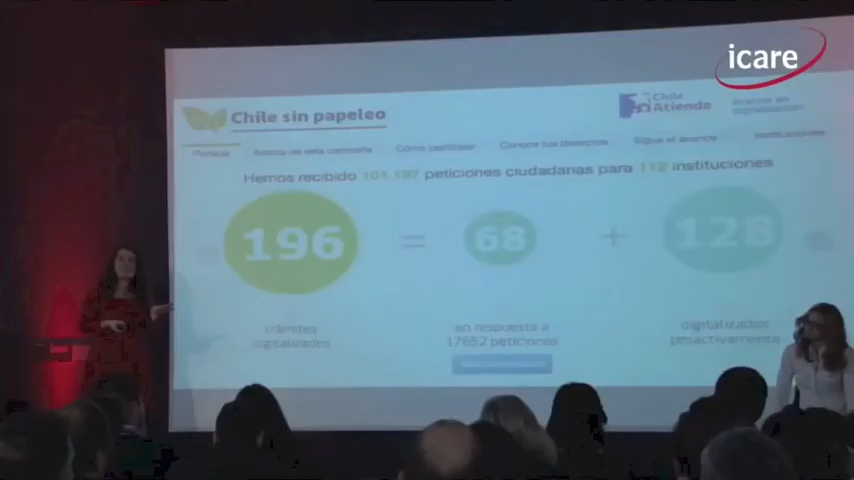 icare
Chile sin papeleo
Chile
Atiende
Portada
Acerca de esta campaña
Cómo participar
Conoce tus derechos
Sigue el avance
Instituciones
Hemos recibido 101.197 peticiones ciudadanas para 112 instituciones
196 = 68 + 128
trámites
digitalizados
en respuesta a
17652 peticiones
digitalizados
proactivamente